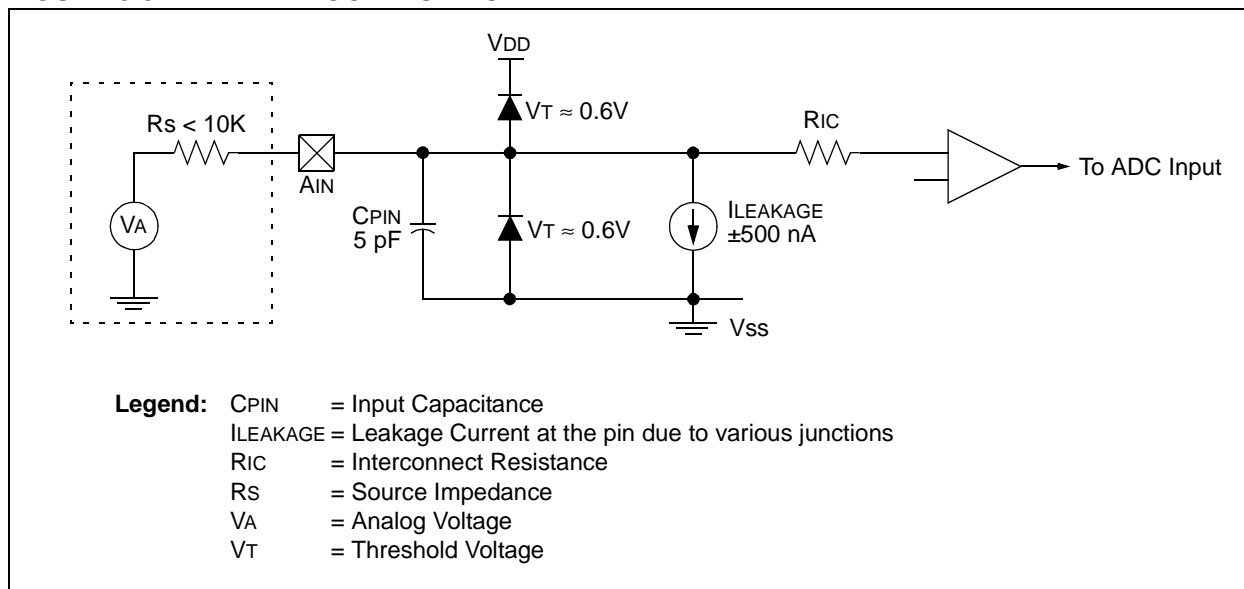 VDD
VT ≈ 0.6V
RS < 10K
RIC
AIN
To ADC Input
VA
CPIN
5 pF
VT ≈ 0.6V
ILEAKAGE
±500 nA
VSS
Legend: CPIN = Input Capacitance
ILEAKAGE = Leakage Current at the pin due to various junctions
RIC = Interconnect Resistance
RS = Source Impedance
VA = Analog Voltage
VT = Threshold Voltage